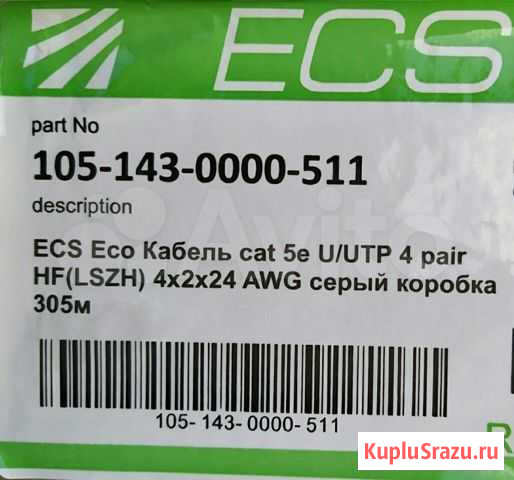 ECS
part No
105-143-0000-511
description
ECS Eco Кабель cat 5e U/UTP 4 pair
HF(LSZH) 4x2x24 AWG серый коробка
305м
105- 143-0000-511
Avito
R
KupluSrazu.ru